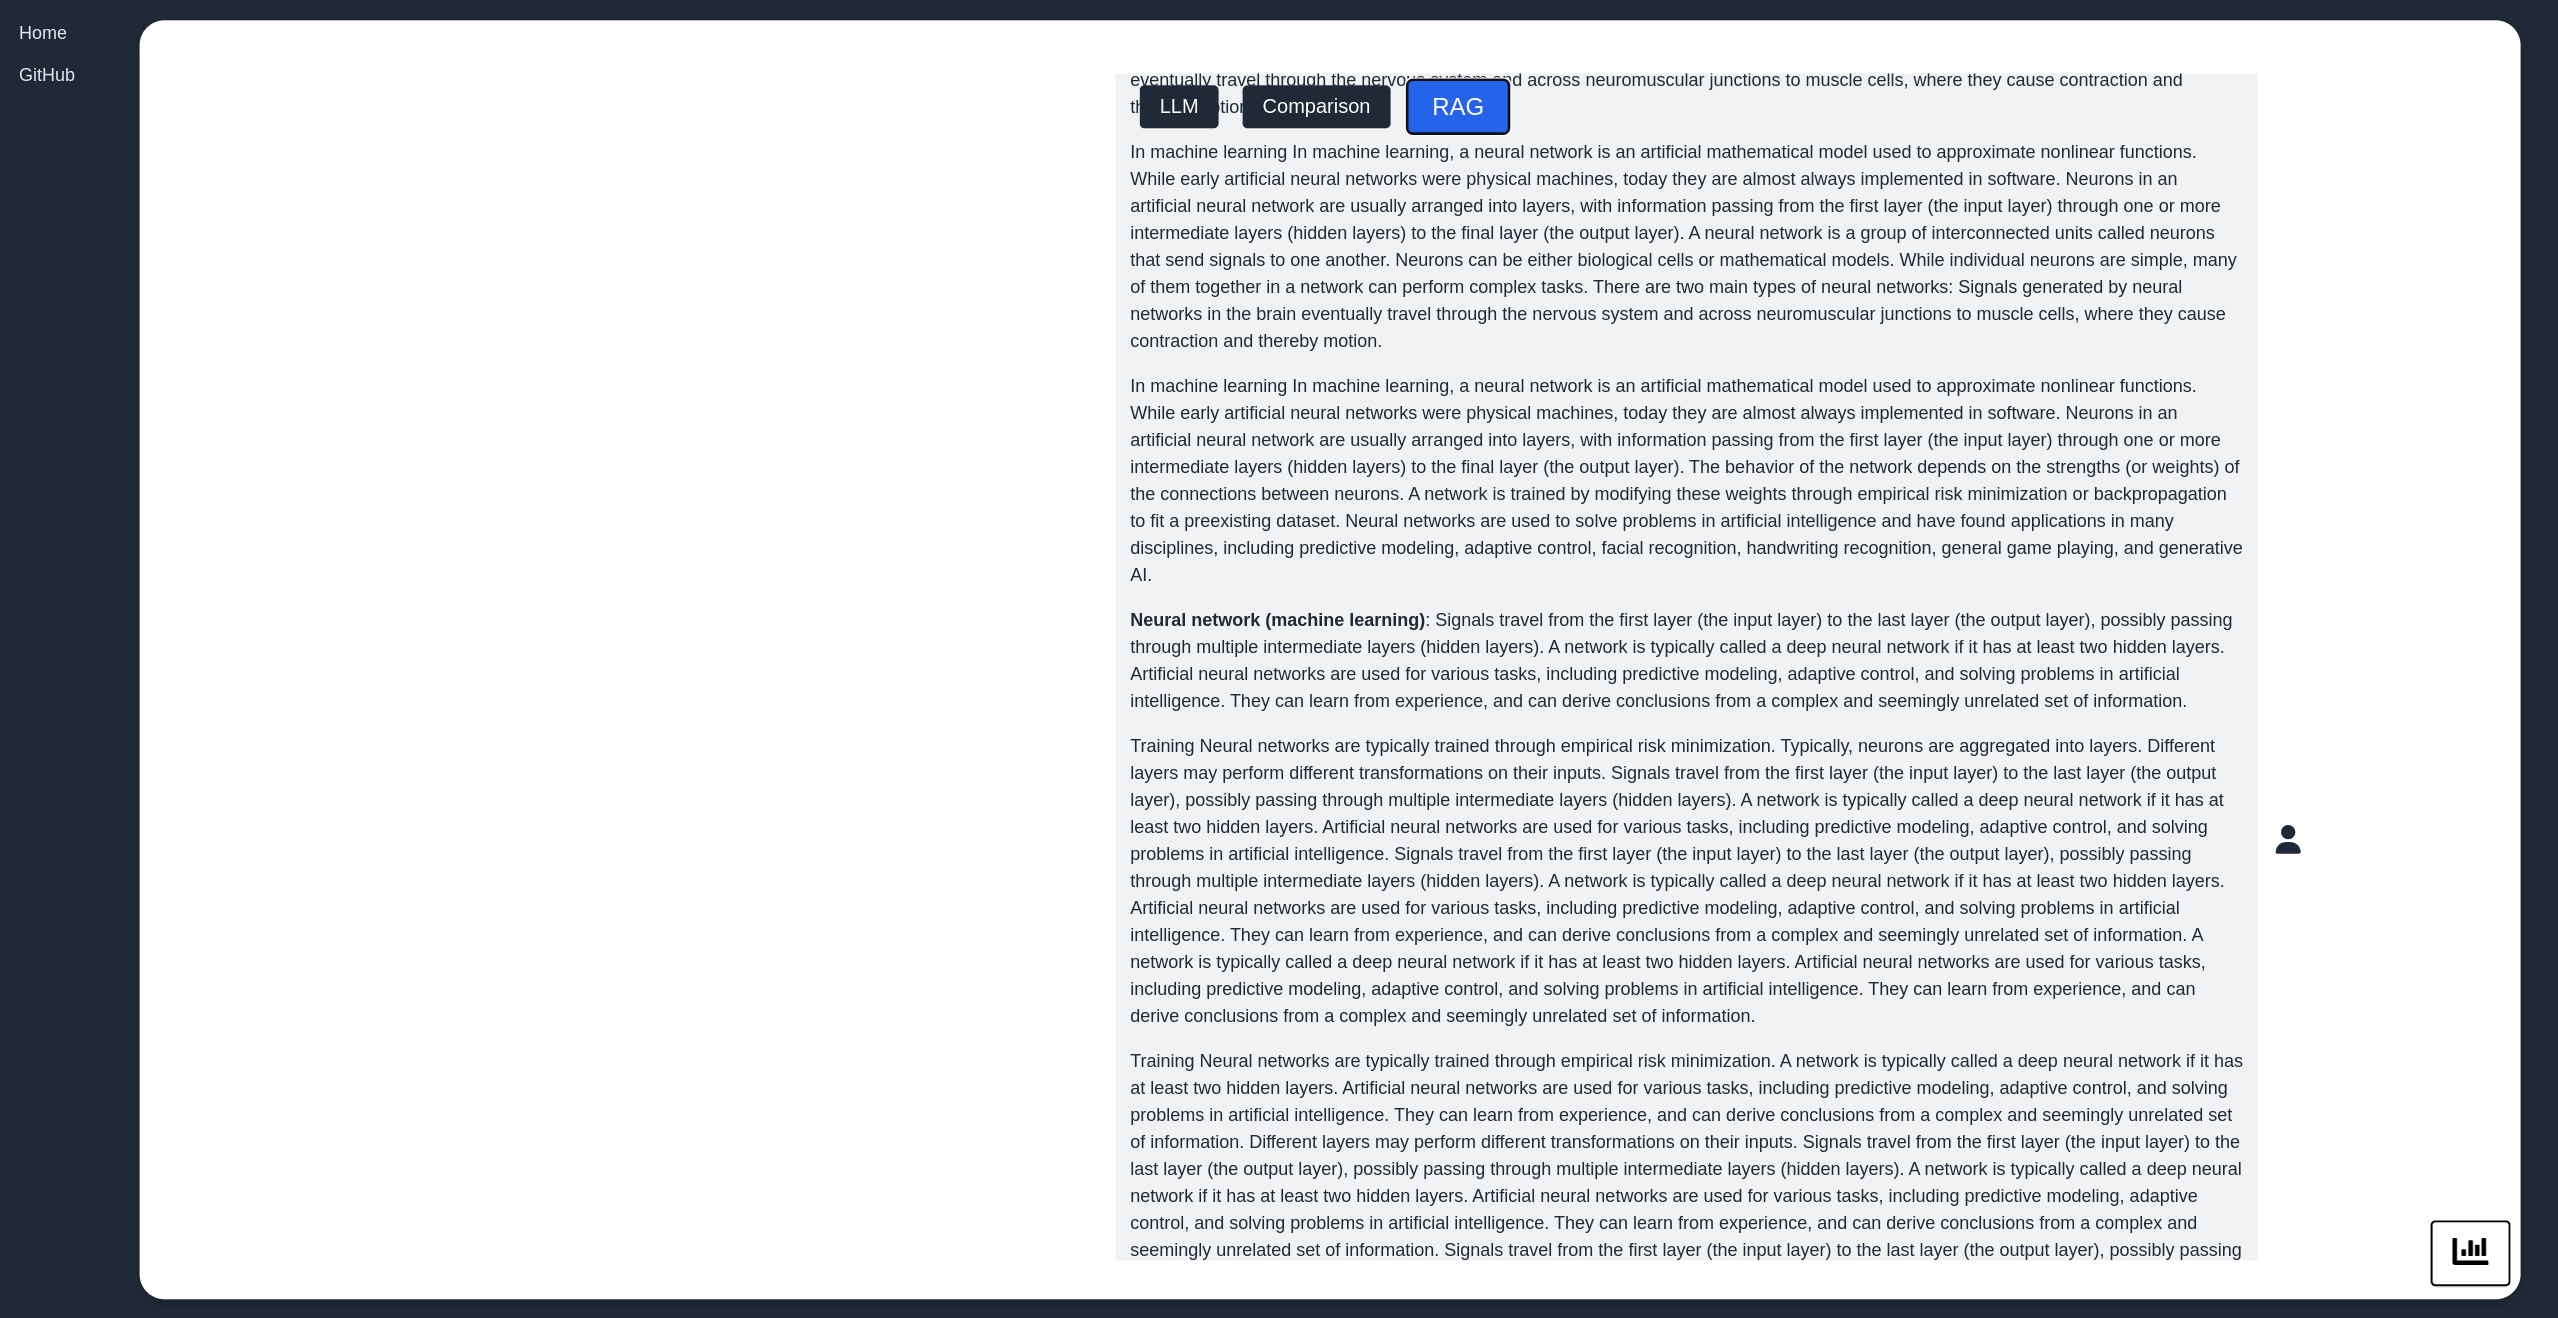 Home
GitHub
eventually travel through the nervous system and across neuromuscular junctions to muscle cells, where they cause contraction and
LLM
Comparison
RAG
In machine learning In machine learning, a neural network is an artificial mathematical model used to approximate nonlinear functions.
While early artificial neural networks were physical machines, today they are almost always implemented in software. Neurons in an
artificial neural network are usually arranged into layers, with information passing from the first layer (the input layer) through one or more
intermediate layers (hidden layers) to the final layer (the output layer). A neural network is a group of interconnected units called neurons
that send signals to one another. Neurons can be either biological cells or mathematical models. While individual neurons are simple, many
of them together in a network can perform complex tasks. There are two main types of neural networks: Signals generated by neural
networks in the brain eventually travel through the nervous system and across neuromuscular junctions to muscle cells, where they cause
contraction and thereby motion.
In machine learning In machine learning, a neural network is an artificial mathematical model used to approximate nonlinear functions.
While early artificial neural networks were physical machines, today they are almost always implemented in software. Neurons in an
artificial neural network are usually arranged into layers, with information passing from the first layer (the input layer) through one or more
intermediate layers (hidden layers) to the final layer (the output layer). The behavior of the network depends on the strengths (or weights) of
the connections between neurons. A network is trained by modifying these weights through empirical risk minimization or backpropagation
to fit a preexisting dataset. Neural networks are used to solve problems in artificial intelligence and have found applications in many
disciplines, including predictive modeling, adaptive control, facial recognition, handwriting recognition, general game playing, and generative
AI.
Neural network (machine learning): Signals travel from the first layer (the input layer) to the last layer (the output layer), possibly passing
through multiple intermediate layers (hidden layers). A network is typically called a deep neural network if it has at least two hidden layers.
Artificial neural networks are used for various tasks, including predictive modeling, adaptive control, and solving problems in artificial
intelligence. They can learn from experience, and can derive conclusions from a complex and seemingly unrelated set of information.
Training Neural networks are typically trained through empirical risk minimization. Typically, neurons are aggregated into layers. Different
layers may perform different transformations on their inputs. Signals travel from the first layer (the input layer) to the last layer (the output
layer), possibly passing through multiple intermediate layers (hidden layers). A network is typically called a deep neural network if it has at
least two hidden layers. Artificial neural networks are used for various tasks, including predictive modeling, adaptive control, and solving
problems in artificial intelligence. Signals travel from the first layer (the input layer) to the last layer (the output layer), possibly passing
through multiple intermediate layers (hidden layers). A network is typically called a deep neural network if it has at least two hidden layers.
Artificial neural networks are used for various tasks, including predictive modeling, adaptive control, and solving problems in artificial
intelligence. They can learn from experience, and can derive conclusions from a complex and seemingly unrelated set of information. A
network is typically called a deep neural network if it has at least two hidden layers. Artificial neural networks are used for various tasks,
including predictive modeling, adaptive control, and solving problems in artificial intelligence. They can learn from experience, and can
derive conclusions from a complex and seemingly unrelated set of information.
Training Neural networks are typically trained through empirical risk minimization. A network is typically called a deep neural network if it has
at least two hidden layers. Artificial neural networks are used for various tasks, including predictive modeling, adaptive control, and solving
problems in artificial intelligence. They can learn from experience, and can derive conclusions from a complex and seemingly unrelated set
of information. Different layers may perform different transformations on their inputs. Signals travel from the first layer (the input layer) to the
last layer (the output layer), possibly passing through multiple intermediate layers (hidden layers). A network is typically called a deep neural
network if it has at least two hidden layers. Artificial neural networks are used for various tasks, including predictive modeling, adaptive
control, and solving problems in artificial intelligence. They can learn from experience, and can derive conclusions from a complex and
seemingly unrelated set of information. Signals travel from the first layer (the input layer) to the last layer (the output layer), possibly passing